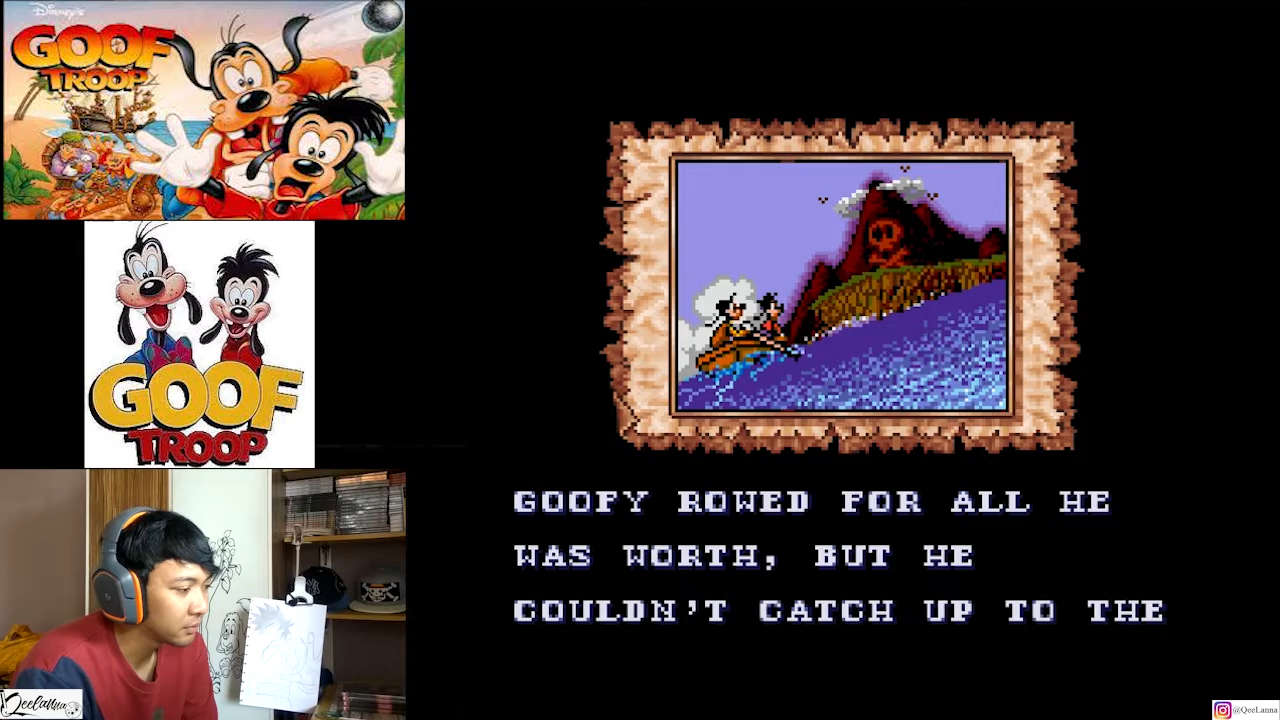 Disney's
GOOF
TROOP
GOOF
TROOP
GOOFY ROWED FOR ALL HE
WAS WORTH, BUT HE
COULDN'T CATCH UP TO THE
QeeLanna
@QeeLanna